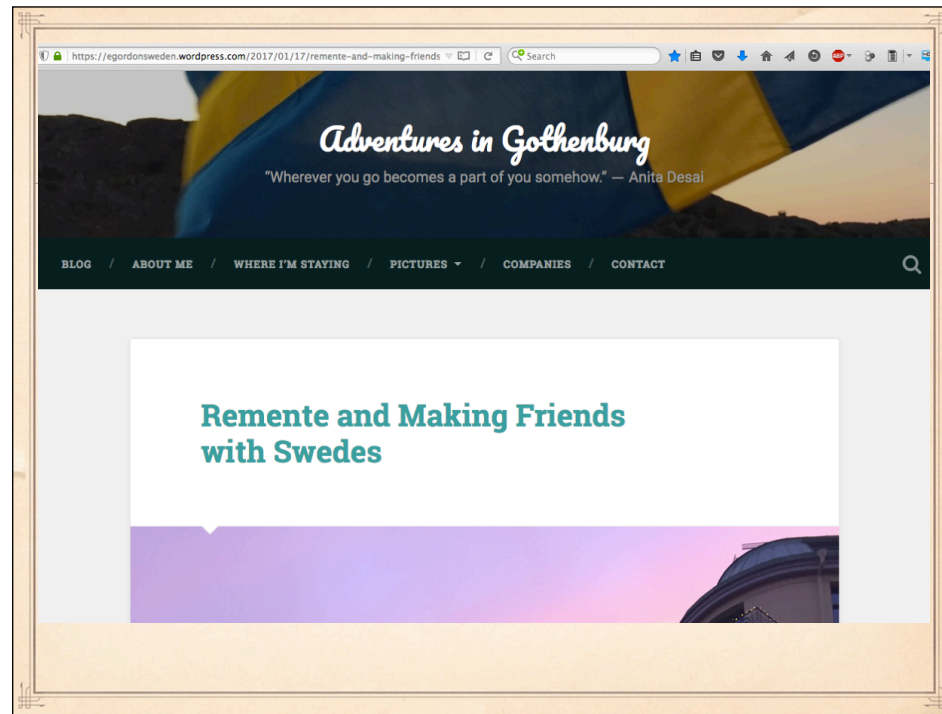 https://egordonsweden.wordpress.com/2017/01/17/remente-and-making-friends
Search
ABP
Adventures in Gothenburg
"Wherever you go becomes a part of you somehow." — Anita Desai
BLOG / ABOUT ME / WHERE I'M STAYING / PICTURES / COMPANIES / CONTACT
Remente and Making Friends
with Swedes